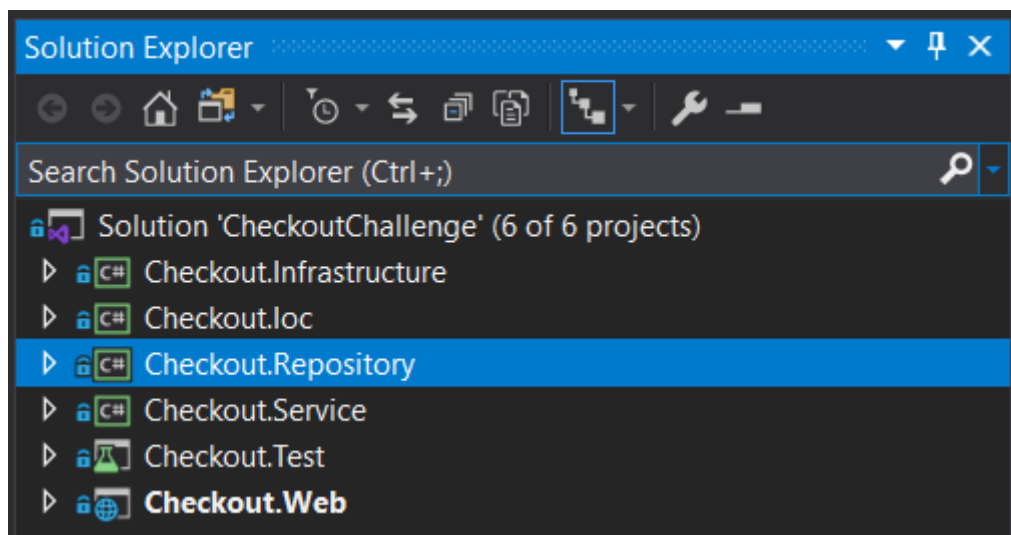 Solution Explorer
Search Solution Explorer (Ctrl+;)
Solution 'CheckoutChallenge' (6 of 6 projects)
C# Checkout.Infrastructure
C# Checkout.Ioc
C# Checkout.Repository
C# Checkout.Service
Checkout.Test
Checkout.Web